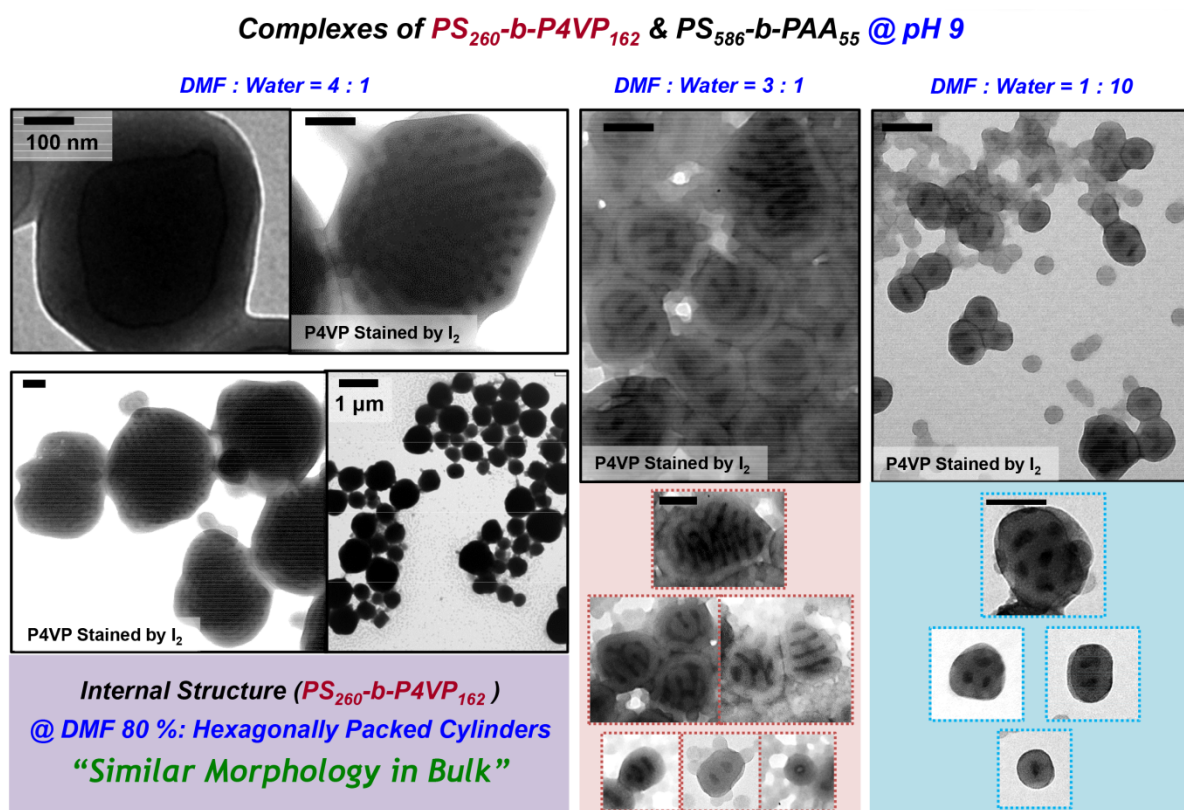 Complexes of PS260-b-P4VP162 & PS586-b-PAA55 @ pH 9
DMF : Water = 4 : 1
DMF : Water = 3 : 1
DMF : Water = 1 : 10
100 nm
P4VP Stained by I2
P4VP Stained by I2
P4VP Stained by I2
1 µm
P4VP Stained by I2
Internal Structure (PS260-b-P4VP162 )
@ DMF 80 %: Hexagonally Packed Cylinders
“Similar Morphology in Bulk”